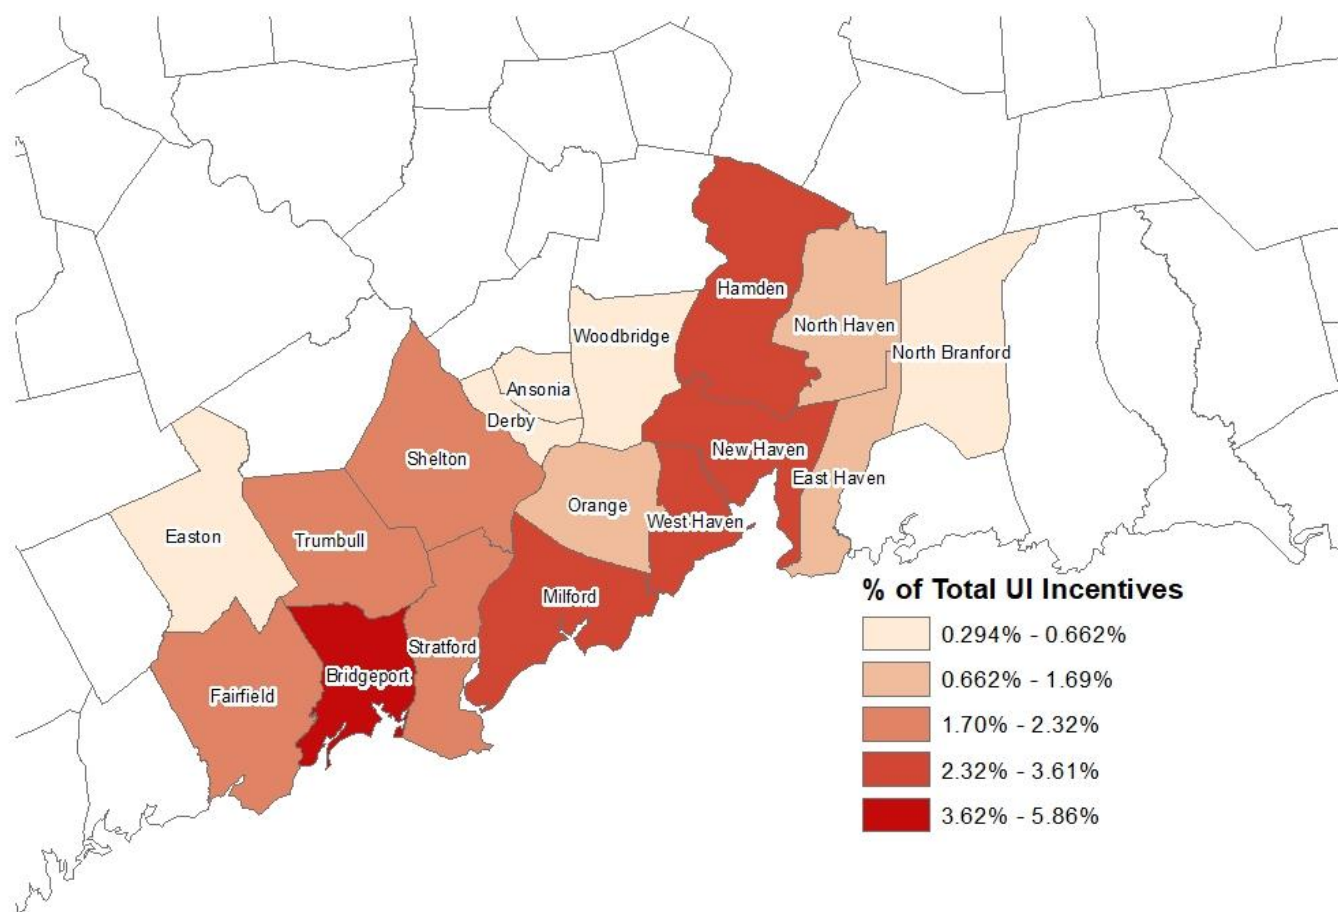 Hamden
North Haven
Woodbridge
North Branford
Ansonia
Derby
New Haven
Shelton
East Haven
Orange
West Haven
Easton
Trumbull
Milford
Stratford
Bridgeport
Fairfield
% of Total UI Incentives
0.294% - 0.662%
0.662% - 1.69%
1.70% - 2.32%
2.32% - 3.61%
3.62% - 5.86%